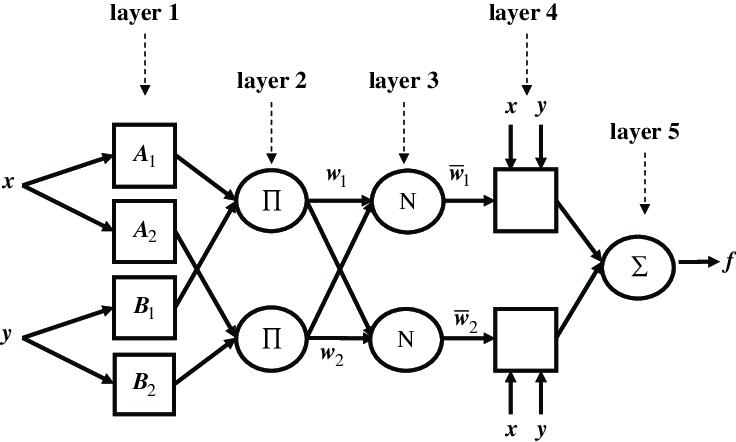 layer 1
layer 2
layer 3
layer 4
layer 5
x y
x
A₁
A₂
y
B₁
B₂
Π
Π
w₁
w₂
N
N
w̅₁
w̅₂
x y
Σ
f